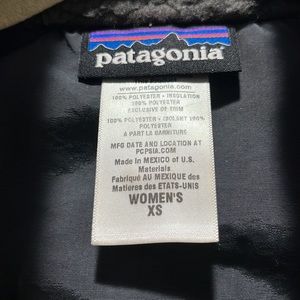 patagonia
www.patagonia.com
100% POLYESTER • INSULATION
100% POLYESTER
EXCLUSIVE OF TRIM
100% POLYESTER • ISOLANT 100%
POLYESTER
A PART LA GARNITURE
MFG DATE AND LOCATION AT
PCPSIA.COM
Made in MEXICO of U.S.
Materials
Fabriqué AU MEXIQUE des
Matieres des ETATS-UNIS
WOMEN'S
XS